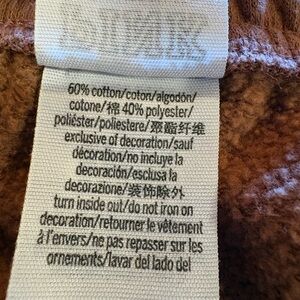 PINK
60% cotton/coton/algodón/
cotone/棉 40% polyester/
poliéster/poliestere/聚酯纤维
exclusive of decoration/sauf
décoration/no incluye la
decoración/esclusa la
decorazione/装饰除外
turn inside out/do not iron on
decoration/retourner le vêtement
à l'envers/ne pas repasser sur les
ornements/lavar del lado del